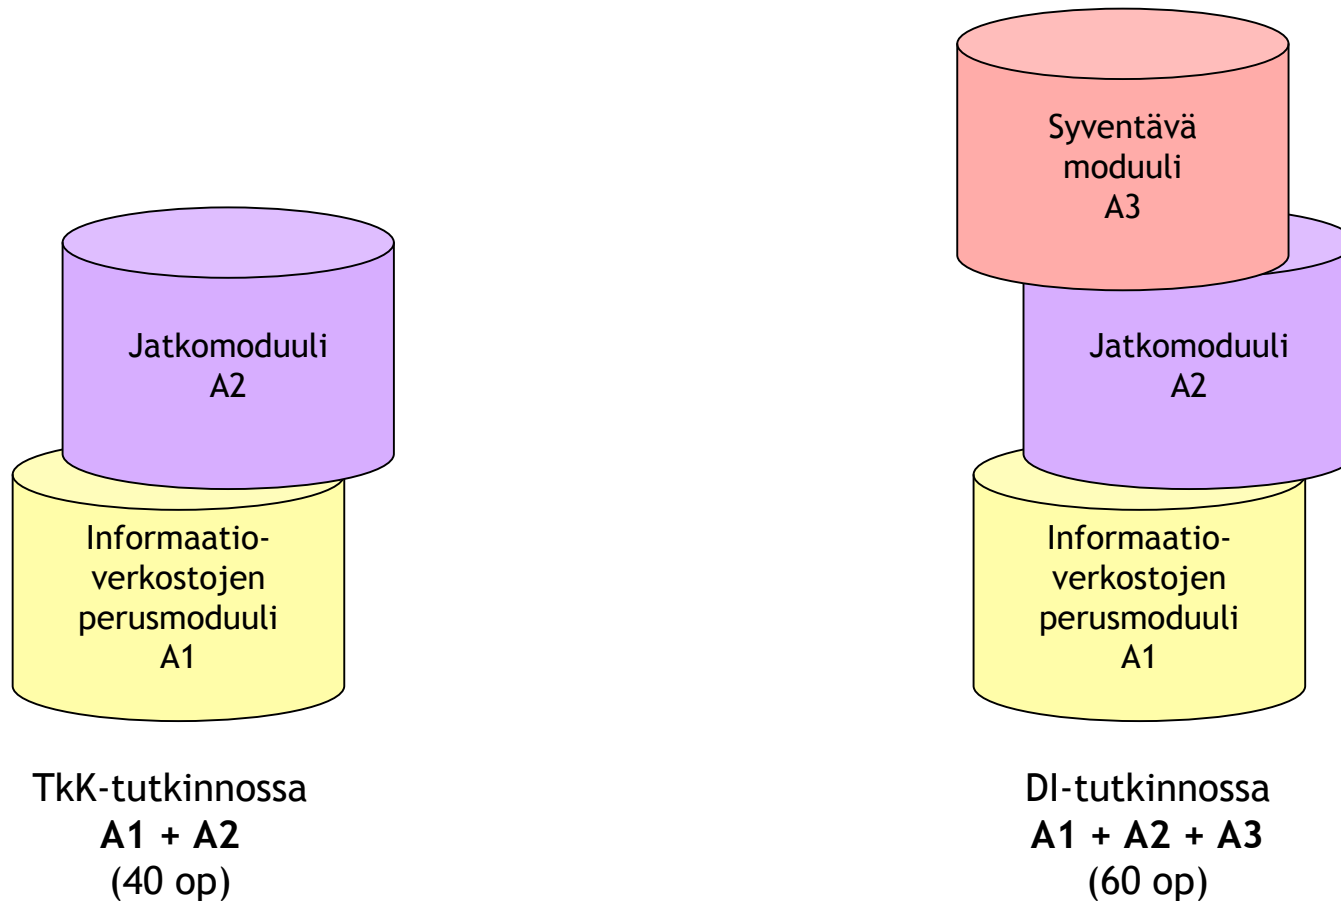 Jatkomoduuli
A2
Informaatio-
verkostojen
perusmoduuli
A1
TkK-tutkinnossa
A1 + A2
(40 op)
Syventävä
moduuli
A3
Jatkomoduuli
A2
Informaatio-
verkostojen
perusmoduuli
A1
DI-tutkinnossa
A1 + A2 + A3
(60 op)